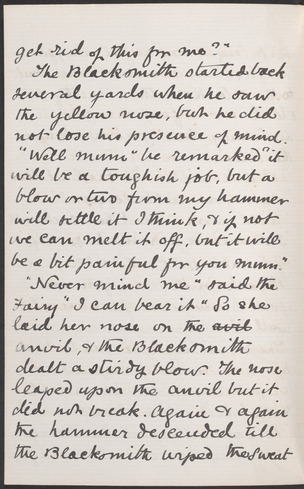 get rid of this for me?"
The Blacksmith started back
several yards when he saw
the yellow nose, but he did
not lose his presence of mind.
"Well mum" he remarked "it
will be a toughish job, but a
blow or two from my hammer
will settle it I think, & if not
we can melt it off, but it will
be a bit painful for you mum."
"Never mind me" said the
Fairy "I can bear it" So she
laid her nose on the avil
anvil, & the Blacksmith
dealt a sturdy blow. The nose
leaped upon the anvil but it
did not break. Again & again
the hammer descended till
the Blacksmith wiped the sweat